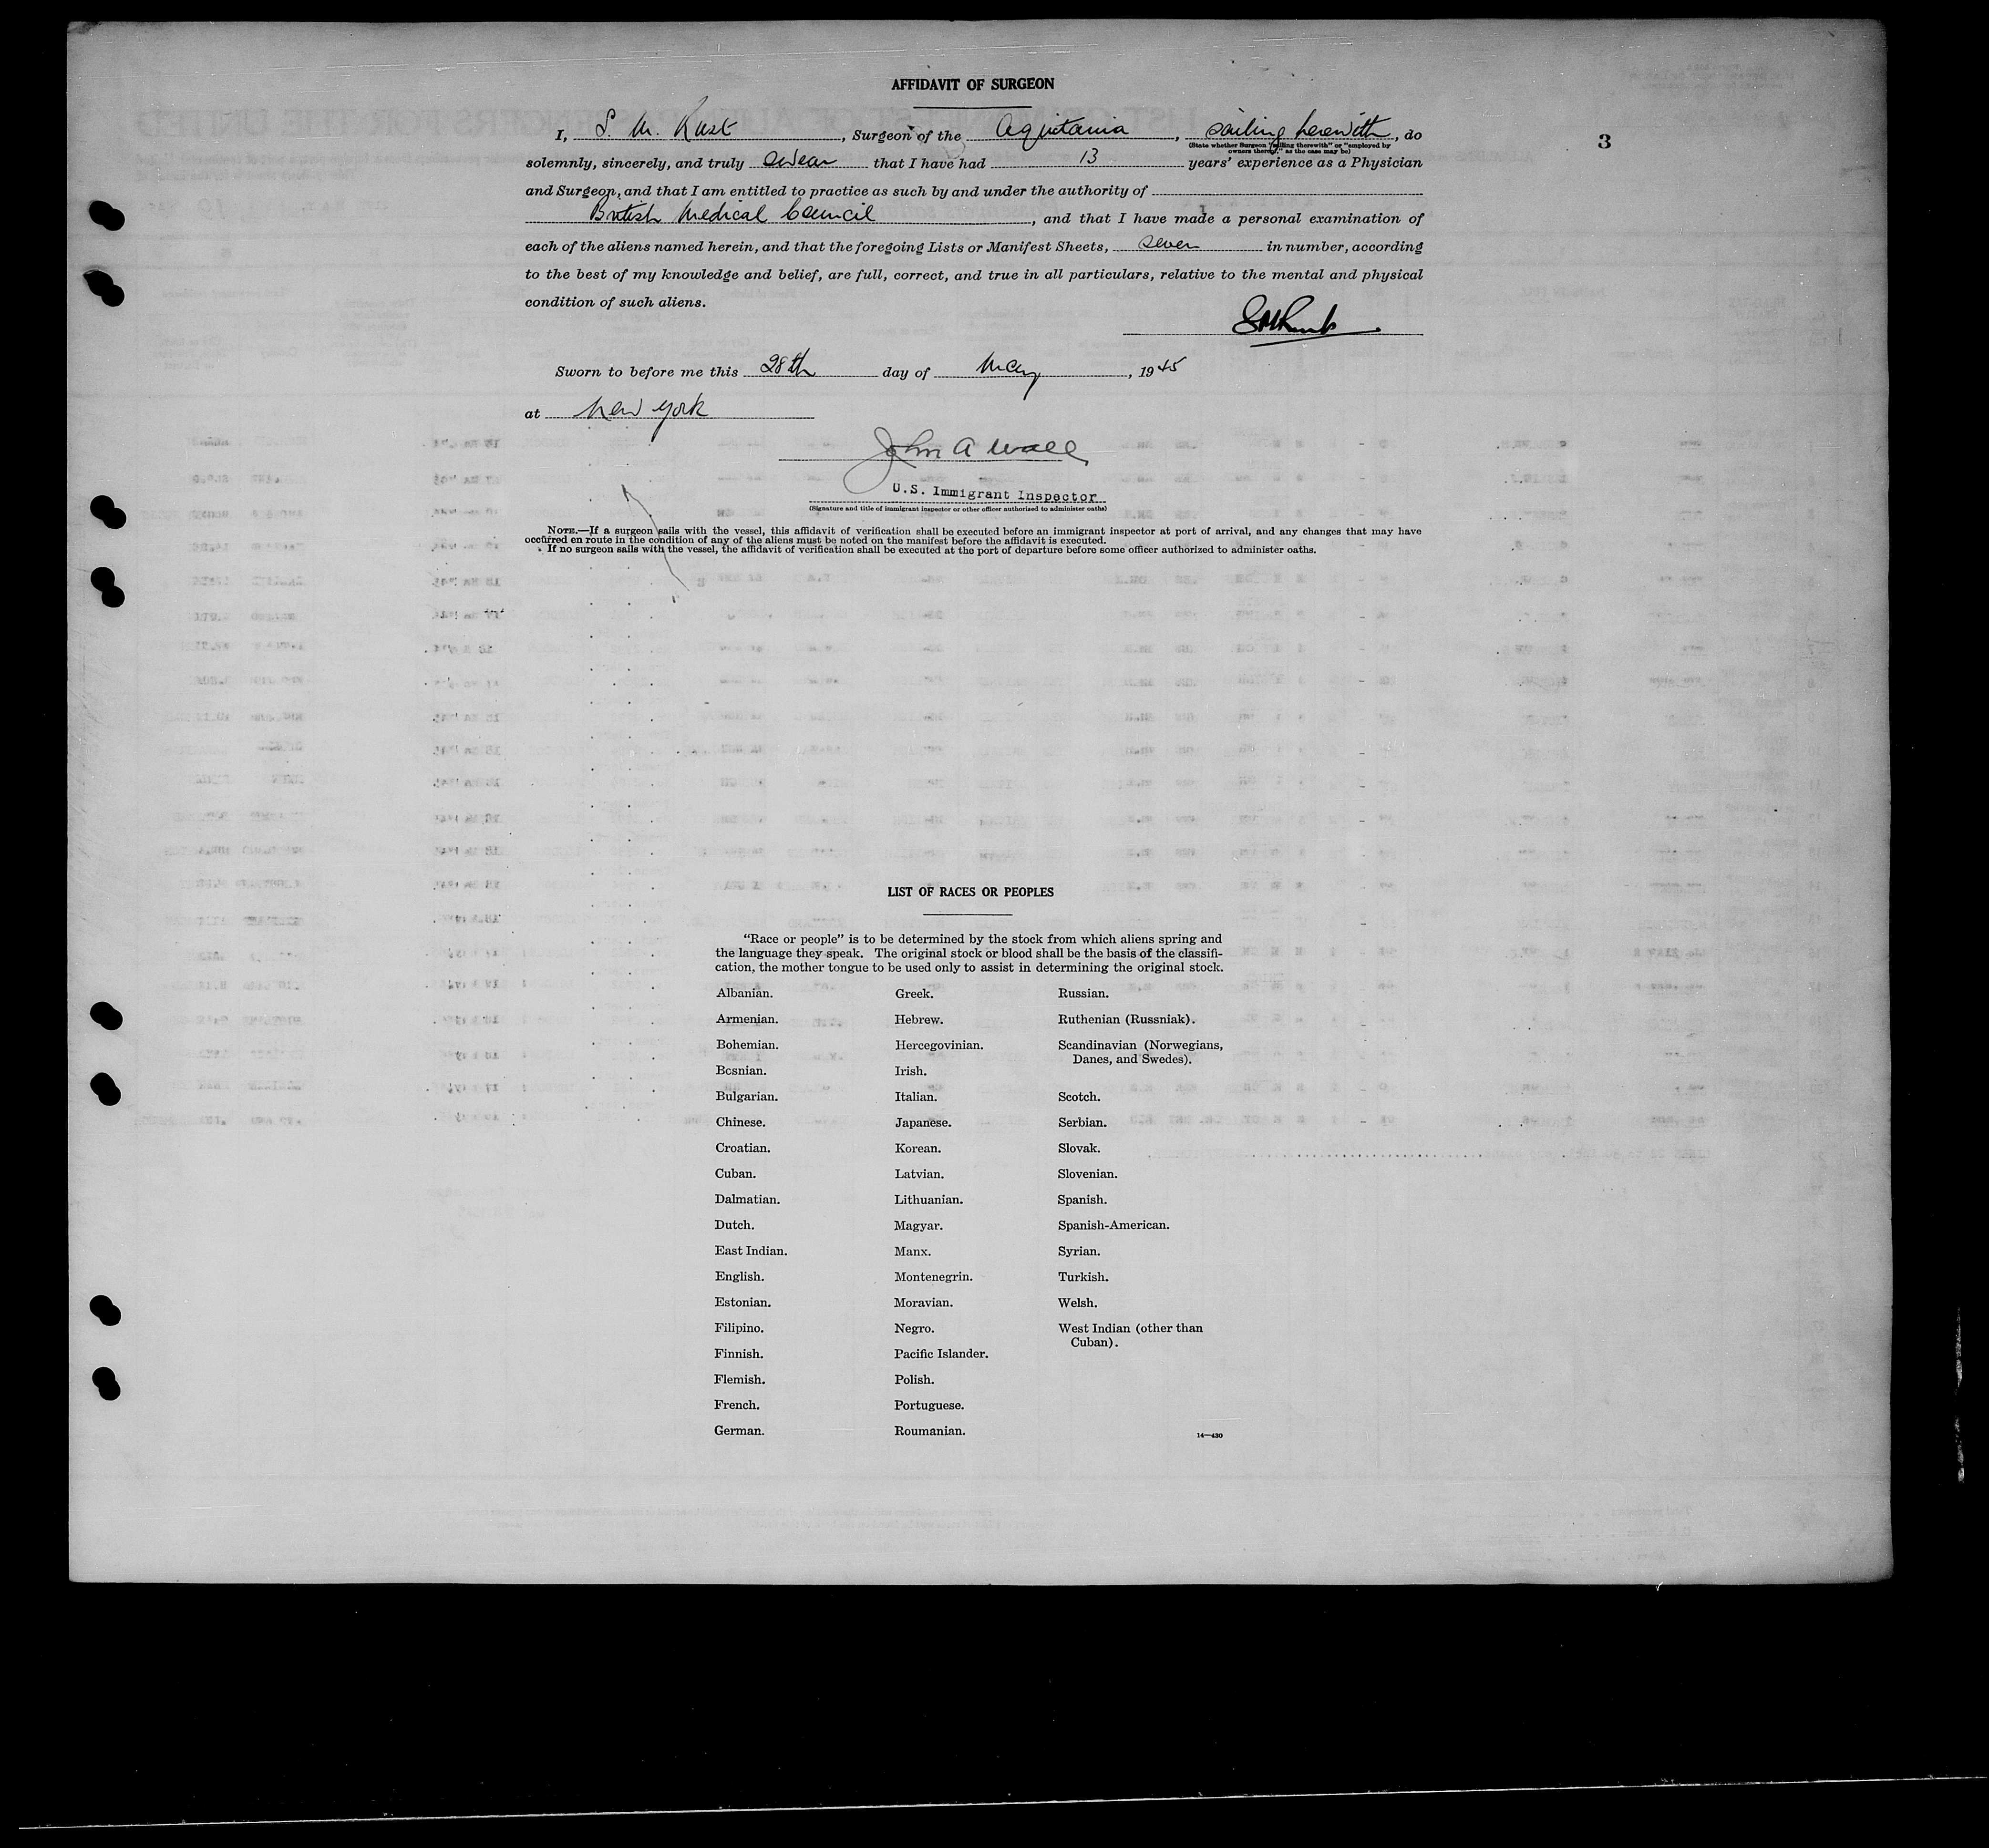 AFFIDAVIT OF SURGEON
3
I, S. M. Rust, Surgeon of the Aquitania, sailing herewith, do
(State whether Surgeon "sailing therewith" or "employed by
owners thereof," as the case may be)
solemnly, sincerely, and truly swear that I have had 13 years' experience as a Physician
and Surgeon, and that I am entitled to practice as such by and under the authority of
British Medical Council, and that I have made a personal examination of
each of the aliens named herein, and that the foregoing Lists or Manifest Sheets, seven in number, according
to the best of my knowledge and belief, are full, correct, and true in all particulars, relative to the mental and physical
condition of such aliens.
Sworn to before me this 28th day of May, 1945
at New York
John A Wall
U.S. Immigrant Inspector
(Signature and title of immigrant inspector or other officer authorized to administer oaths)
NOTE.—If a surgeon sails with the vessel, this affidavit of verification shall be executed before an immigrant inspector at port of arrival, and any changes that may have
occurred en route in the condition of any of the aliens must be noted on the manifest before the affidavit is executed.
If no surgeon sails with the vessel, the affidavit of verification shall be executed at the port of departure before some officer authorized to administer oaths.
LIST OF RACES OR PEOPLES
"Race or people" is to be determined by the stock from which aliens spring and
the language they speak. The original stock or blood shall be the basis of the classifi-
cation, the mother tongue to be used only to assist in determining the original stock.
Albanian.
Armenian.
Bohemian.
Bosnian.
Bulgarian.
Chinese.
Croatian.
Cuban.
Dalmatian.
Dutch.
East Indian.
English.
Estonian.
Filipino.
Finnish.
Flemish.
French.
German.
Greek.
Hebrew.
Hercegovinian.
Irish.
Italian.
Japanese.
Korean.
Latvian.
Lithuanian.
Magyar.
Manx.
Montenegrin.
Moravian.
Negro.
Pacific Islander.
Polish.
Portuguese.
Roumanian.
Russian.
Ruthenian (Russniak).
Scandinavian (Norwegians,
Danes, and Swedes).
Scotch.
Serbian.
Slovak.
Slovenian.
Spanish.
Spanish-American.
Syrian.
Turkish.
Welsh.
West Indian (other than
Cuban).
14—430